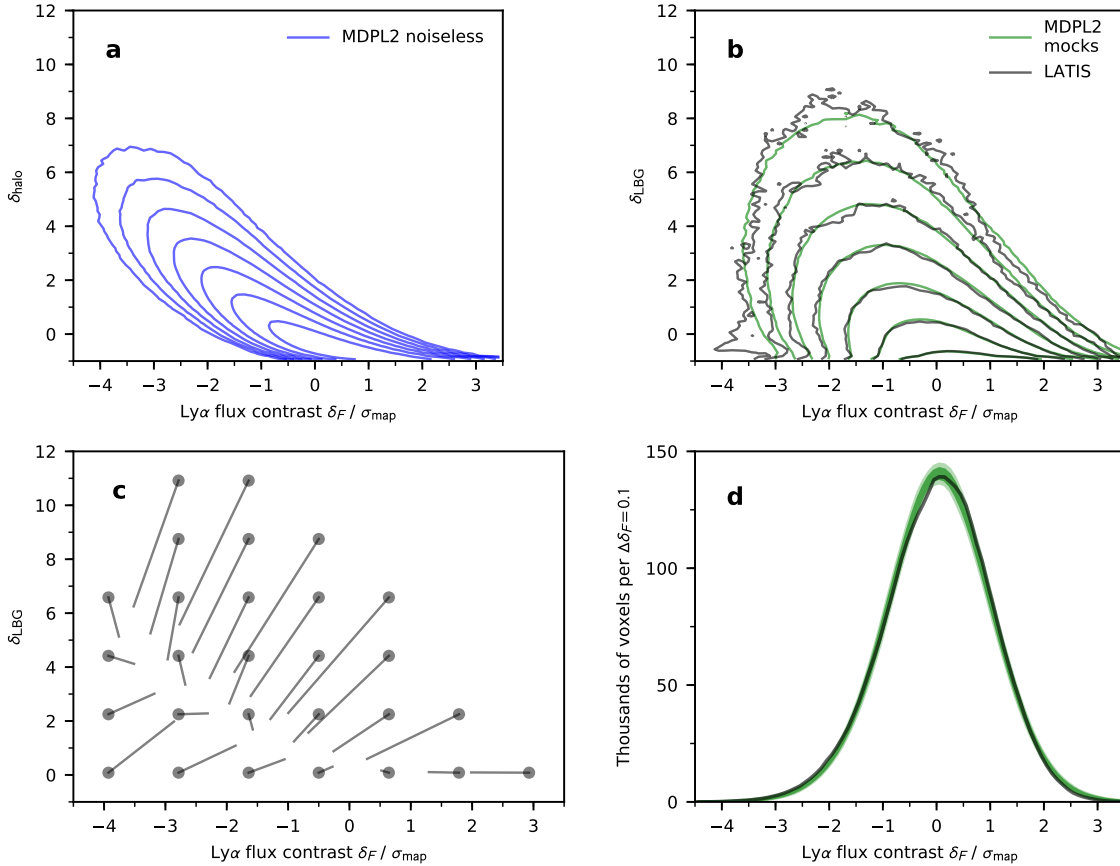 a
MDPL2 noiseless
12
10
8
6
4
2
0
δhalo
−4 −3 −2 −1 0 1 2 3
Lyα flux contrast δF / σmap
b
MDPL2
mocks
LATIS
12
10
8
6
4
2
0
δLBG
−4 −3 −2 −1 0 1 2 3
Lyα flux contrast δF / σmap
c
12
10
8
6
4
2
0
δLBG
−4 −3 −2 −1 0 1 2 3
Lyα flux contrast δF / σmap
d
150
100
50
0
Thousands of voxels per ΔδF=0.1
−4 −3 −2 −1 0 1 2 3
Lyα flux contrast δF / σmap